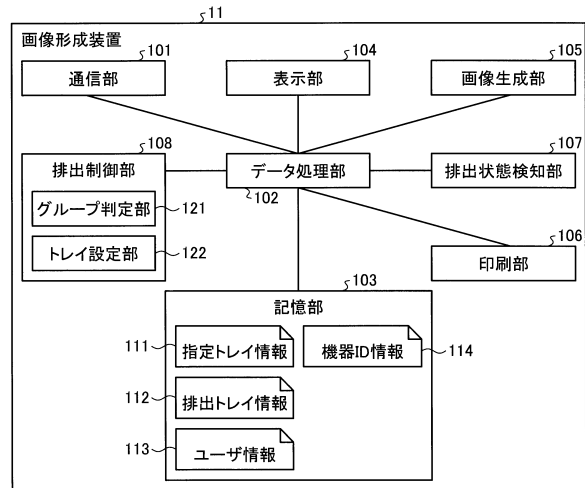 11
画像形成装置
101
通信部
104
表示部
105
画像生成部
108
排出制御部
グループ判定部
121
トレイ設定部
122
データ処理部
102
107
排出状態検知部
106
印刷部
103
記憶部
111
指定トレイ情報
機器ID情報
114
112
排出トレイ情報
113
ユーザ情報